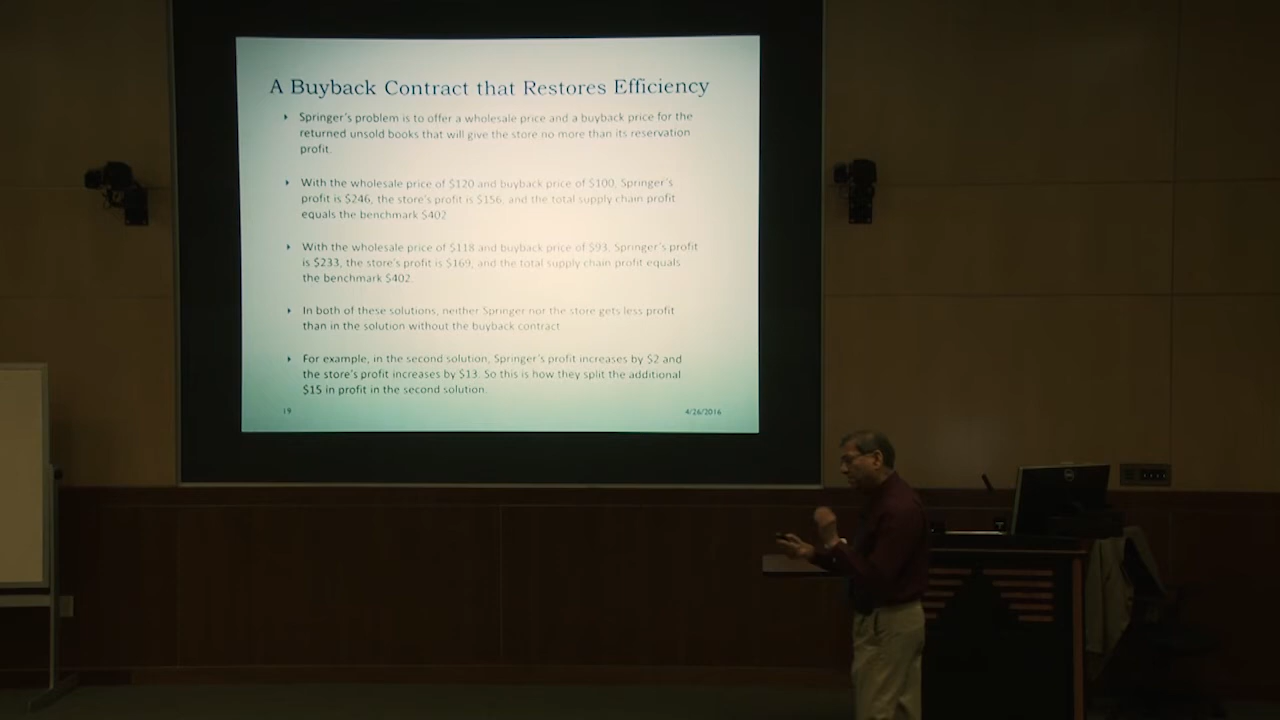 A Buyback Contract that Restores Efficiency
Springer's problem is to offer a wholesale price and a buyback price for the
returned unsold books that will give the store no more than its reservation
profit.
With the wholesale price of $120 and buyback price of $100, Springer's
profit is $246, the store's profit is $156, and the total supply chain profit
equals the benchmark $402.
With the wholesale price of $118 and buyback price of $93, Springer's profit
is $233, the store's profit is $169, and the total supply chain profit equals
the benchmark $402.
In both of these solutions, neither Springer nor the store gets less profit
than in the solution without the buyback contract
For example, in the second solution, Springer's profit increases by $2 and
the store's profit increases by $13. So this is how they split the additional
$15 in profit in the second solution.
19
4/26/2016
DELL